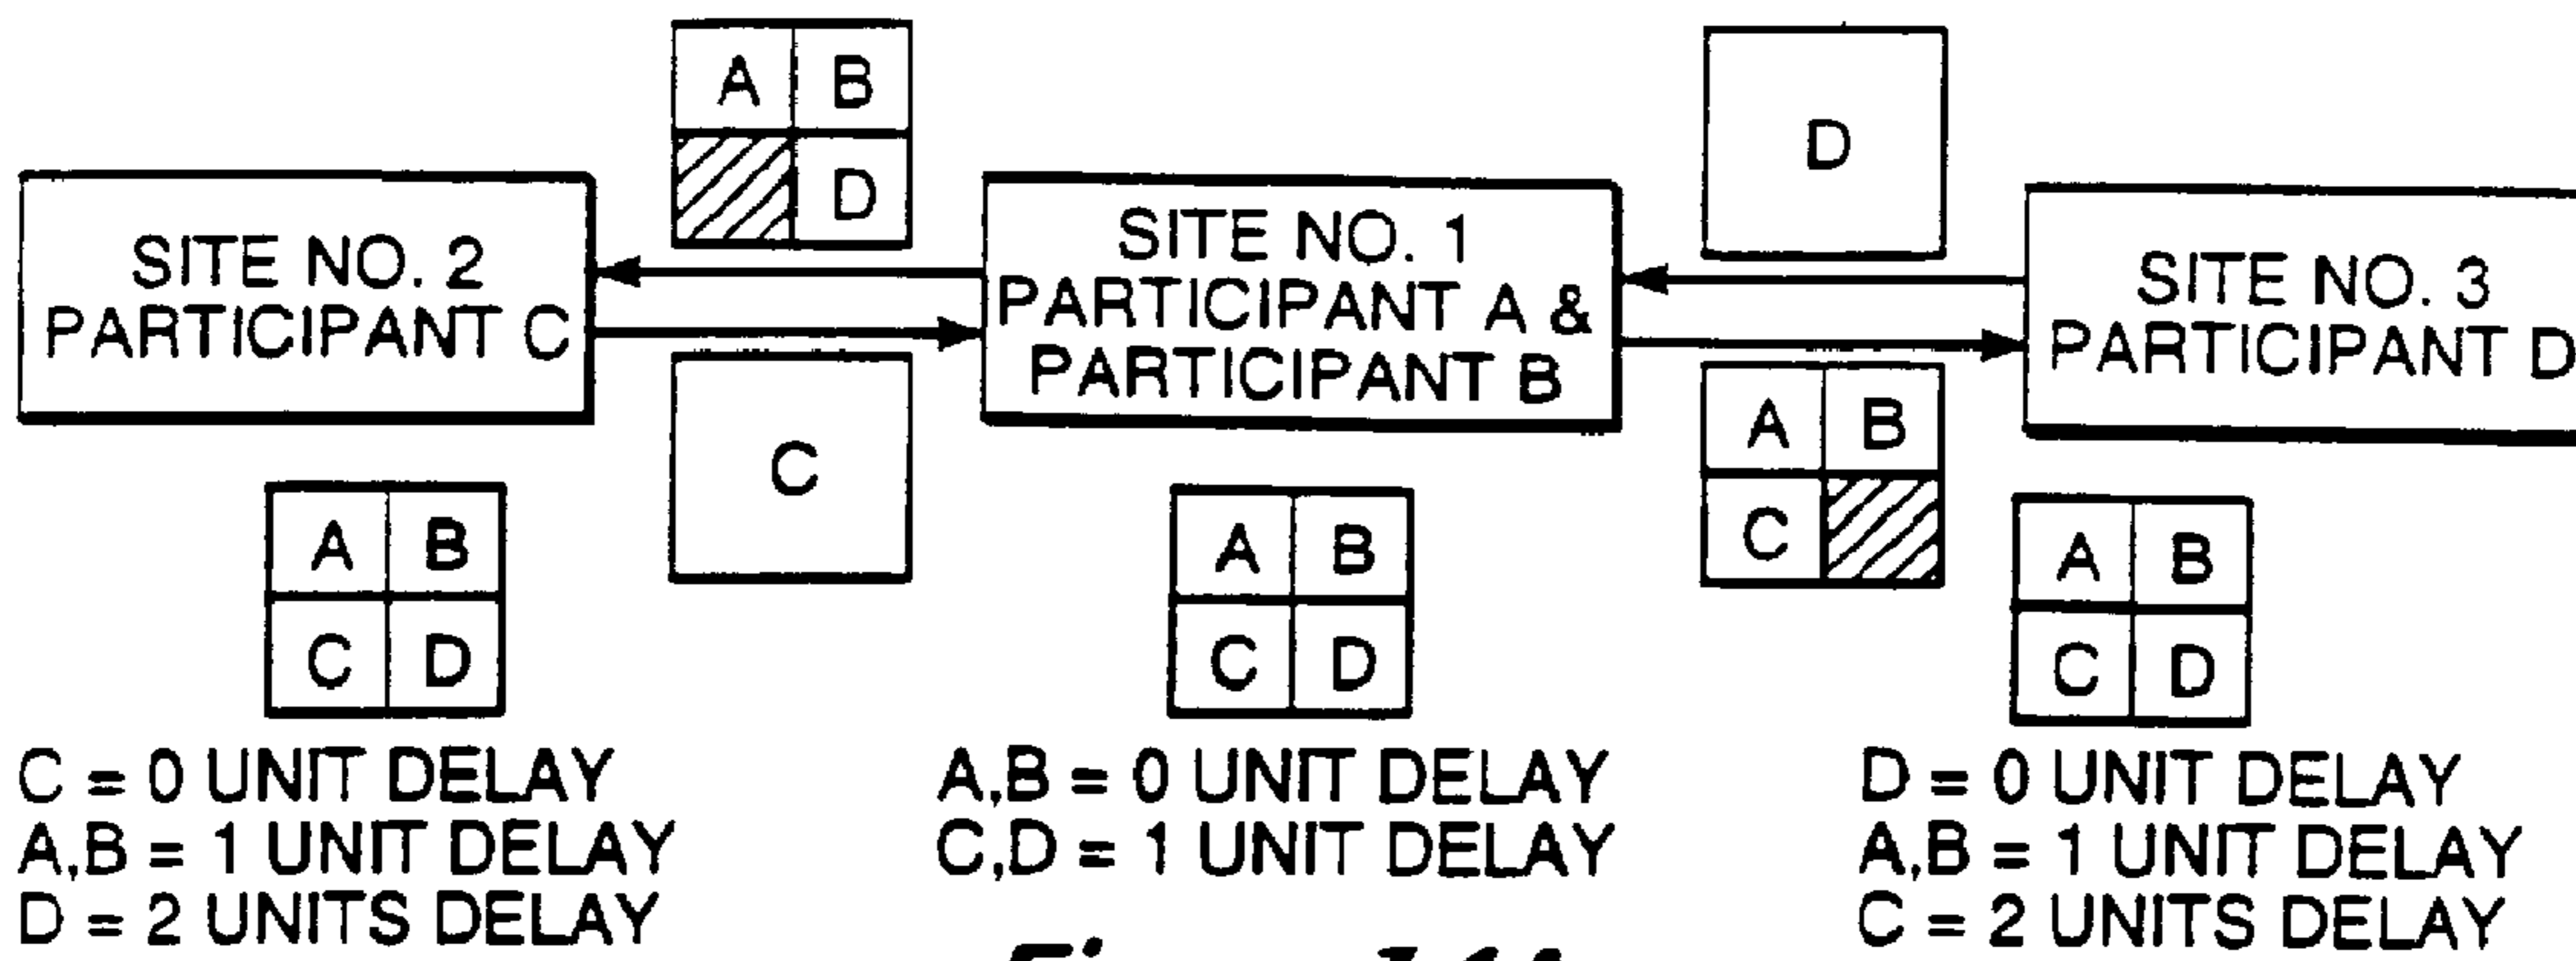 A B
D
D
SITE NO. 2
PARTICIPANT C
SITE NO. 1
PARTICIPANT A &
PARTICIPANT B
SITE NO. 3
PARTICIPANT D
C
A B
C
A B
C D
A B
C D
A B
C D
C = 0 UNIT DELAY
A,B = 1 UNIT DELAY
D = 2 UNITS DELAY
A,B = 0 UNIT DELAY
C,D = 1 UNIT DELAY
D = 0 UNIT DELAY
A,B = 1 UNIT DELAY
C = 2 UNITS DELAY